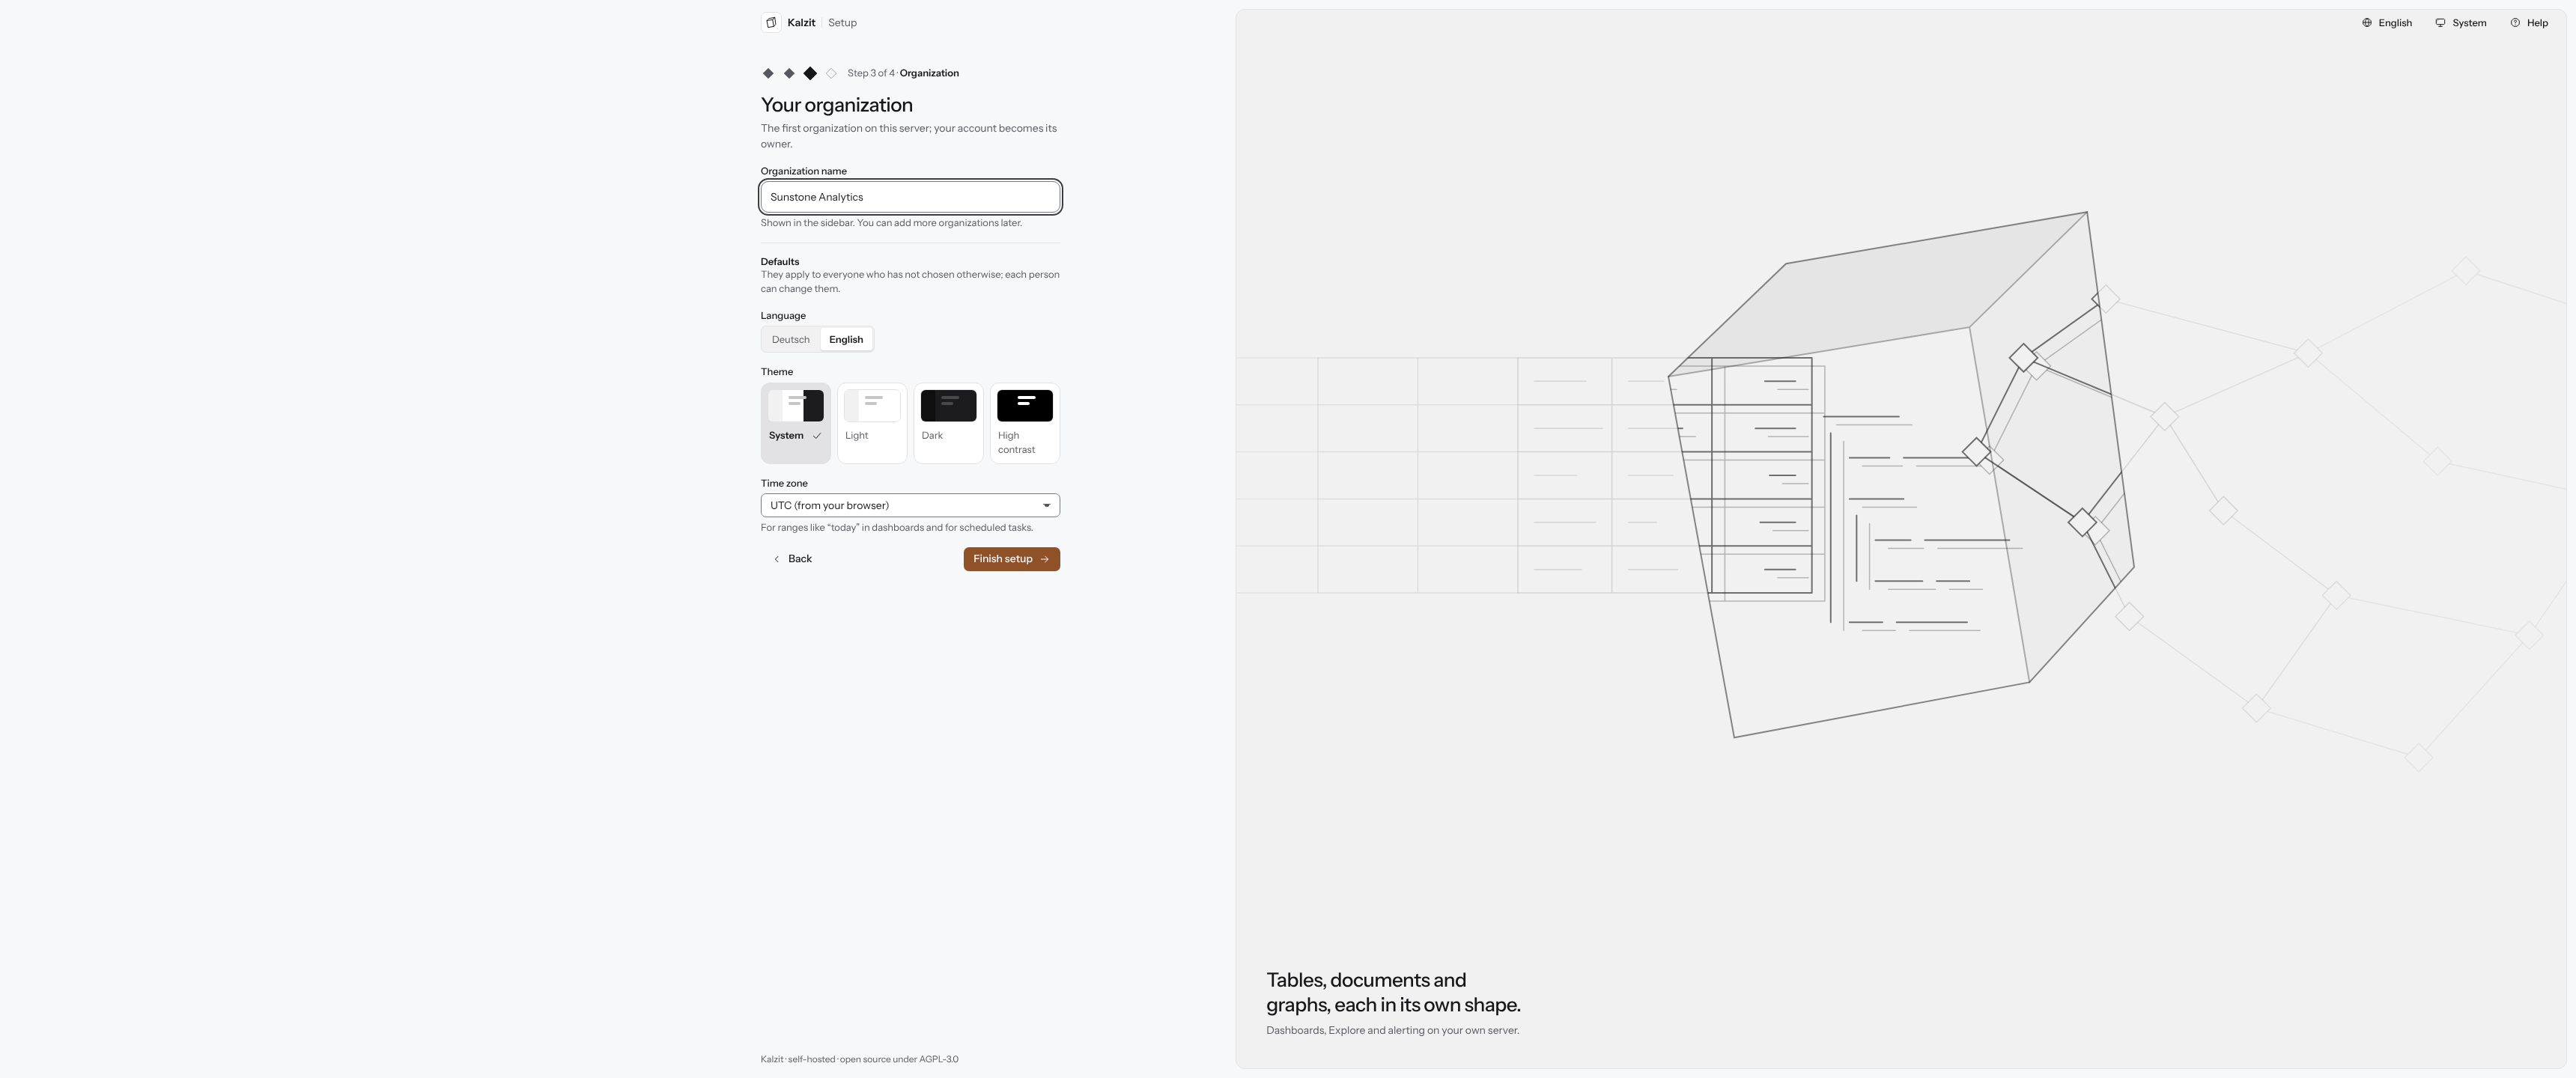 Kalzit Setup
English System Help
Step 3 of 4 · Organization
Your organization
The first organization on this server; your account becomes its
owner.
Organization name
Sunstone Analytics
Shown in the sidebar. You can add more organizations later.
Defaults
They apply to everyone who has not chosen otherwise; each person
can change them.
Language
Deutsch English
Theme
System Light Dark High
contrast
Time zone
UTC (from your browser)
For ranges like “today” in dashboards and for scheduled tasks.
Back Finish setup
Tables, documents and
graphs, each in its own shape.
Dashboards, Explore and alerting on your own server.
Kalzit · self-hosted · open source under AGPL-3.0